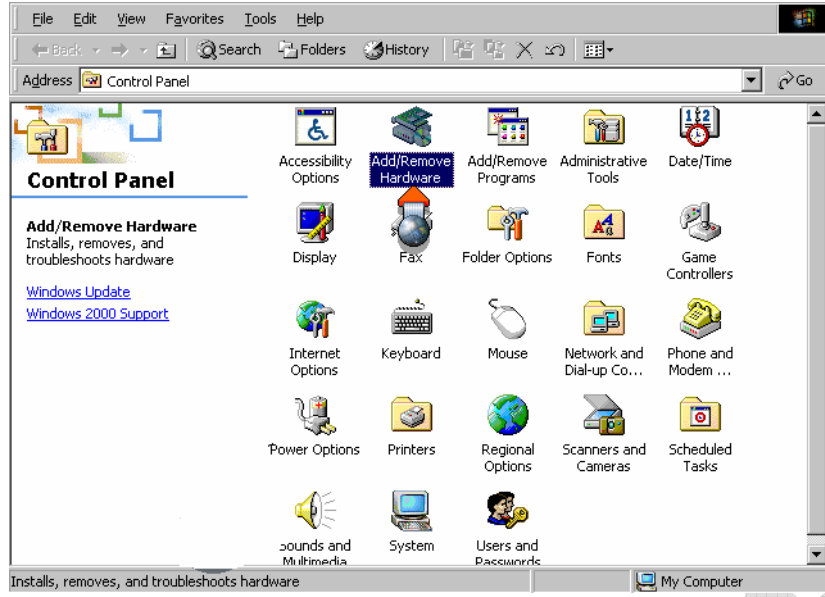 File Edit View Favorites Tools Help
Back Search Folders History
Address Control Panel Go
Control Panel
Add/Remove Hardware
Installs, removes, and
troubleshoots hardware
Windows Update
Windows 2000 Support
Accessibility
Options
Add/Remove
Hardware
Add/Remove
Programs
Administrative
Tools
Date/Time
Display
Fax
Folder Options
Fonts
Game
Controllers
Internet
Options
Keyboard
Mouse
Network and
Dial-up Co...
Phone and
Modem ...
Power Options
Printers
Regional
Options
Scanners and
Cameras
Scheduled
Tasks
Sounds and
Multimedia
System
Users and
Passwords
Installs, removes, and troubleshoots hardware
My Computer